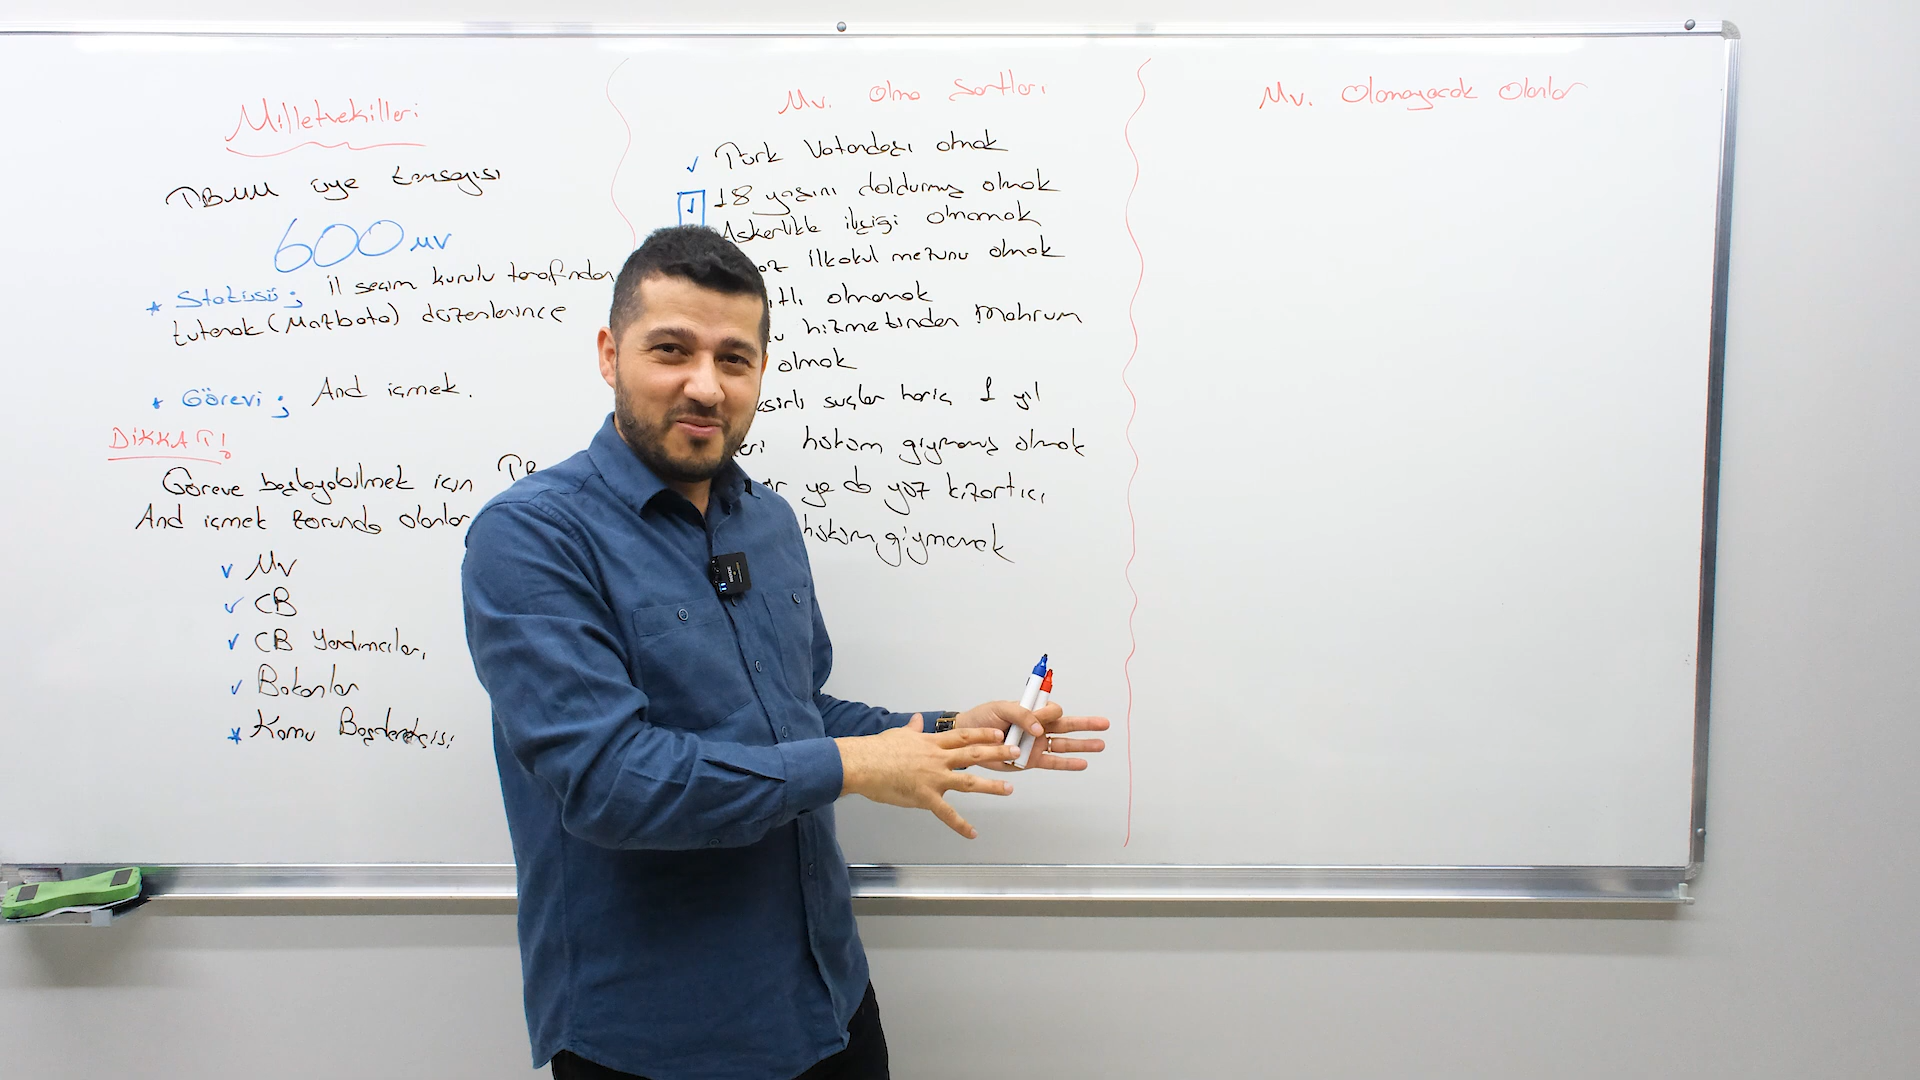 Milletvekilleri
TBMM üye tamsayısı
600 MV
* Statüsü; İl seçim kurulu tarafından
tutanak (Mazbata) düzenlenince
* Görevi; And içmek.
DİKKAT!
Göreve başlayabilmek için
And içmek zorunda olanlar
✓ Mv
✓ CB
✓ CB Yardımcıları
✓ Bakanlar
* Kamu Başdenetçisi
Mv. Olma Şartları
✓ Türk Vatandaşı olmak
✓ 18 yaşını doldurmuş olmak
Askerlikle ilişiği olmamak
ilkokul mezunu olmak
olmamak
hizmetinden Mahrum
olmak
suçlar hariç 1 yıl
hüküm giymemiş olmak
ya da yüz kızartıcı
hüküm giymemek
Mv. Olamayacak Olanlar